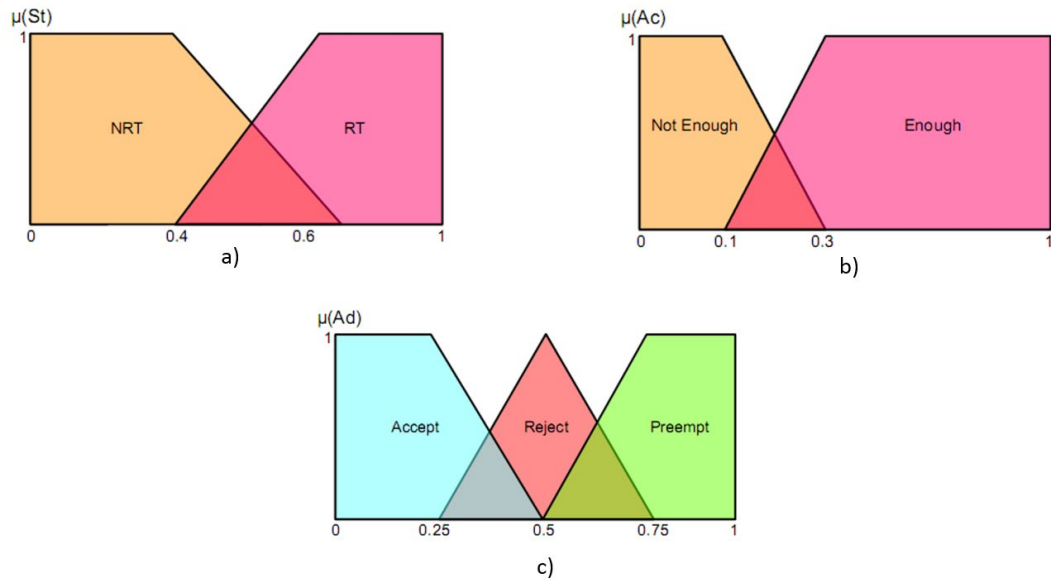 μ(St)
1
NRT
RT
0
0.4
0.6
1
a)
μ(Ac)
1
Not Enough
Enough
0
0.1
0.3
1
b)
μ(Ad)
1
Accept
Reject
Preempt
0
0.25
0.5
0.75
1
c)